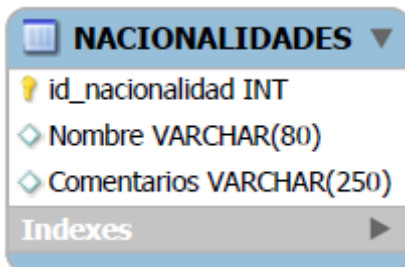 NACIONALIDADES
id_nacionalidad INT
Nombre VARCHAR(80)
Comentarios VARCHAR(250)
Indexes